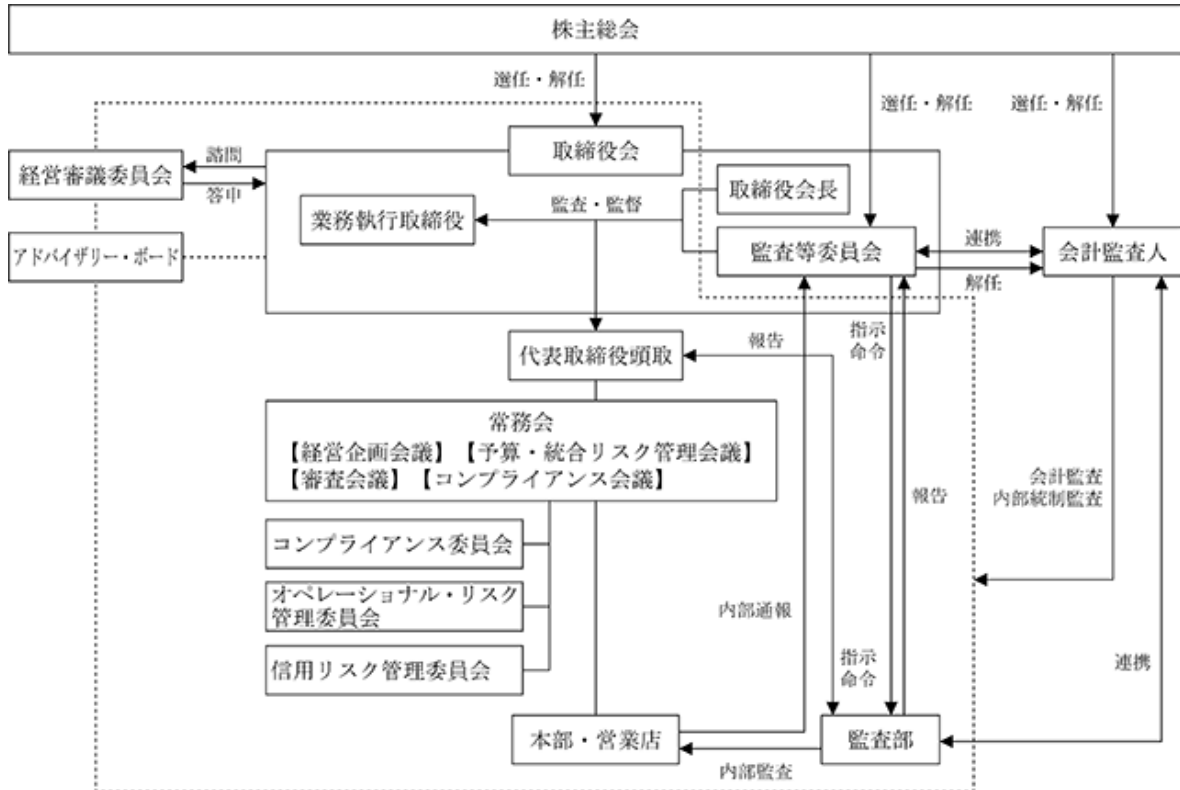 株主総会
選任・解任
選任・解任
選任・解任
取締役会
経営審議委員会
諮問
答申
取締役会長
業務執行取締役
監査・監督
アドバイザリー・ボード
監査等委員会
連携
解任
会計監査人
代表取締役頭取
報告
指示
命令
常務会
【経営企画会議】【予算・統合リスク管理会議】
【審査会議】【コンプライアンス会議】
報告
会計監査
内部統制監査
コンプライアンス委員会
オペレーショナル・リスク
管理委員会
内部通報
信用リスク管理委員会
指示
命令
連携
本部・営業店
監査部
内部監査